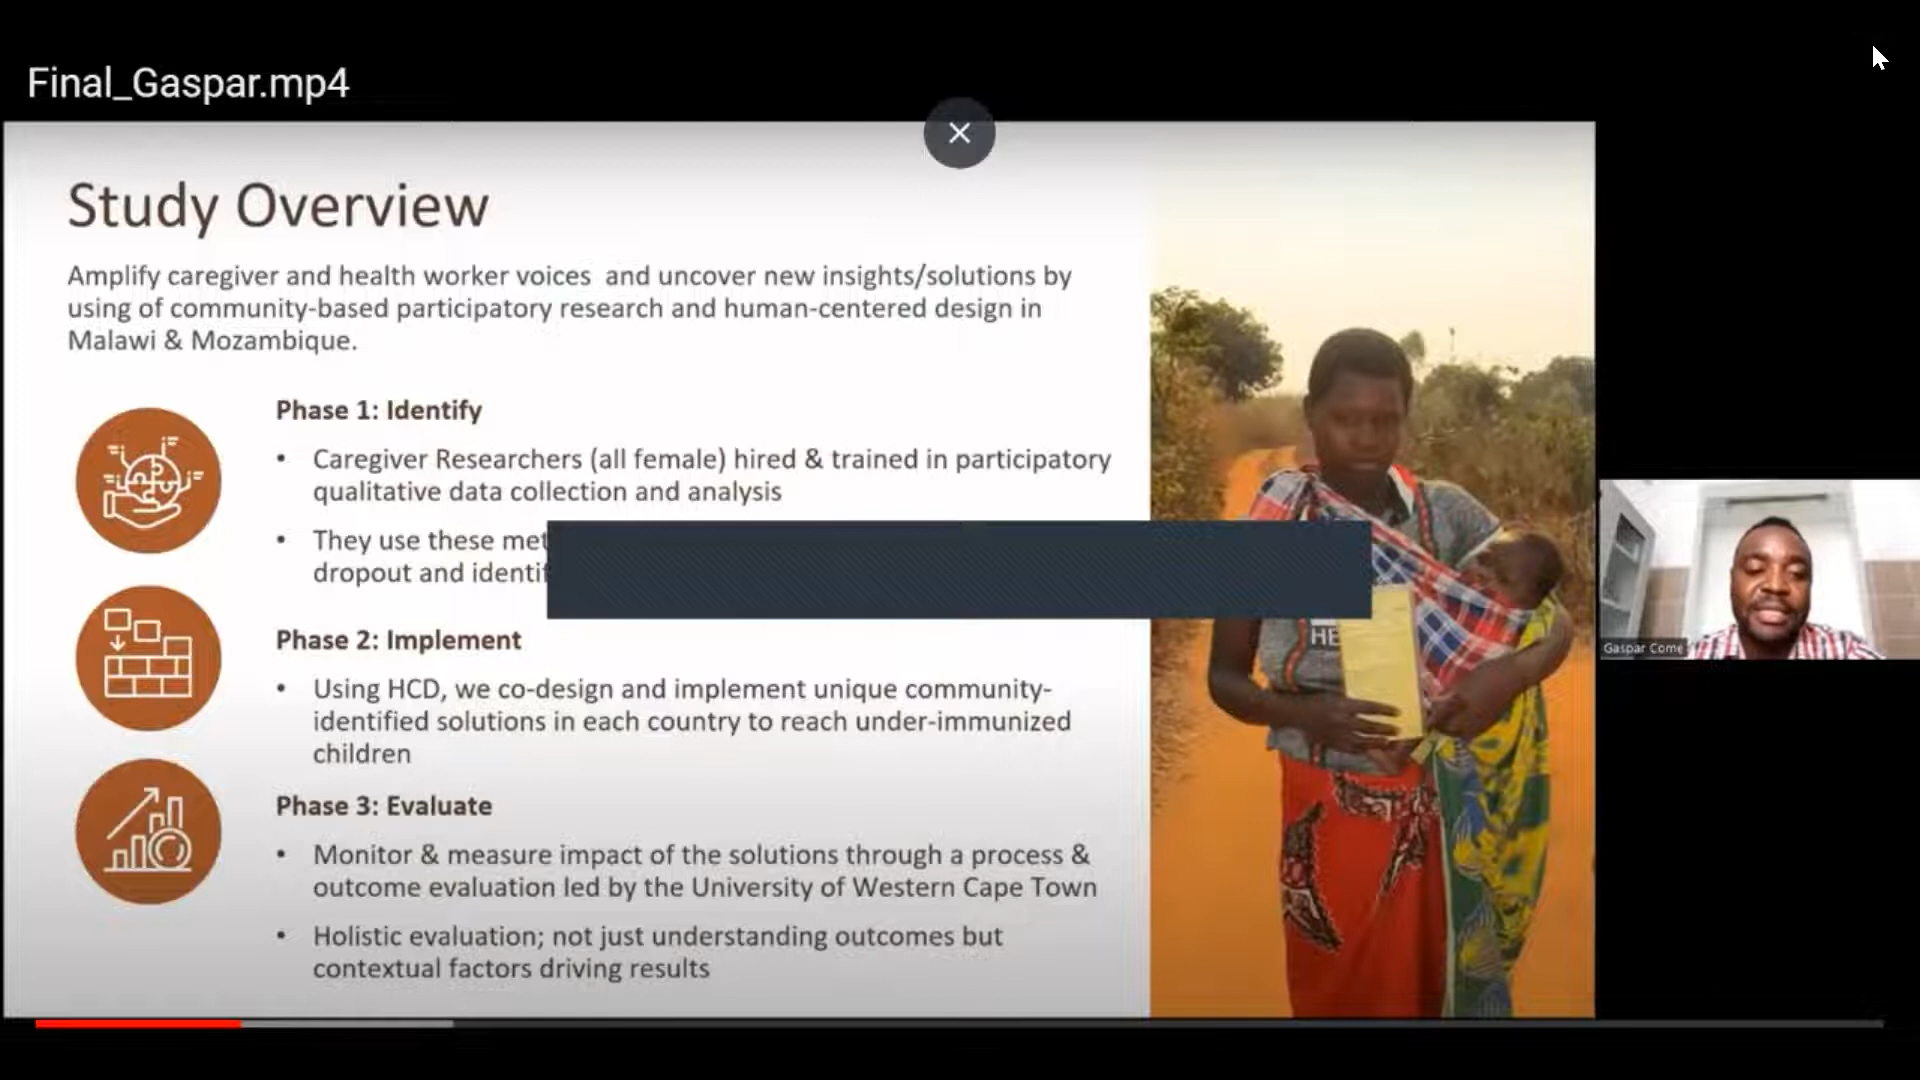 Final_Gaspar.mp4
Study Overview
Amplify caregiver and health worker voices and uncover new insights/solutions by
using of community-based participatory research and human-centered design in
Malawi & Mozambique.
Phase 1: Identify
• Caregiver Researchers (all female) hired & trained in participatory
qualitative data collection and analysis
• They use these
dropout and
Phase 2: Implement
• Using HCD, we co-design and implement unique community-
identified solutions in each country to reach under-immunized
children
Phase 3: Evaluate
• Monitor & measure impact of the solutions through a process &
outcome evaluation led by the University of Western Cape Town
• Holistic evaluation; not just understanding outcomes but
contextual factors driving results
HE
Gaspar Come